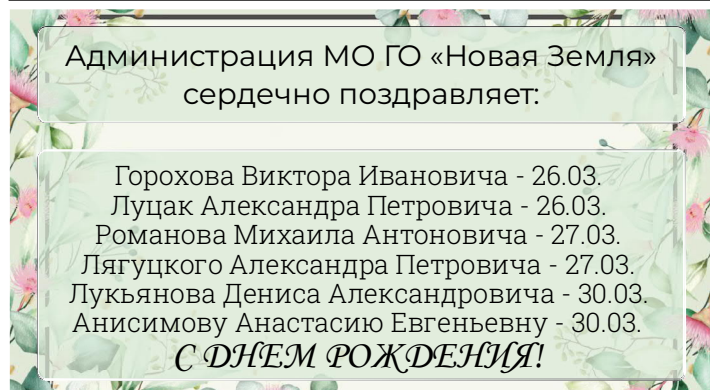 Администрация МО ГО «Новая Земля»
сердечно поздравляет:
Горохова Виктора Ивановича - 26.03.
Луцак Александра Петровича - 26.03.
Романова Михаила Антоновича - 27.03.
Лягуцкого Александра Петровича - 27.03.
Лукьянова Дениса Александровича - 30.03.
Анисимову Анастасию Евгеньевну - 30.03.
С ДНЕМ РОЖДЕНИЯ!